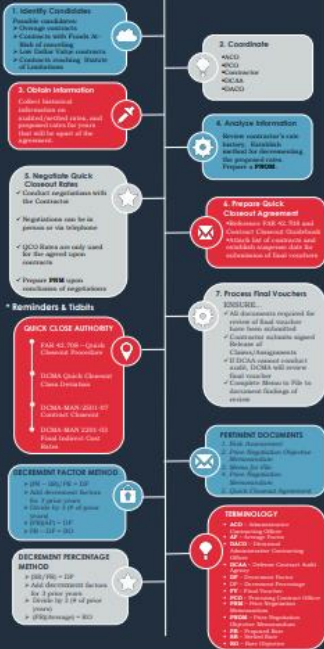 1. Identify Candidates
Possible candidates:
Overage contracts
Contracts with Funds At-
Risk of canceling
Low Dollar Value contracts
Contracts reaching Statute
of Limitations
2. Coordinate
•ACO
•PCO
•Contractor
•DCAA
•DACO
3. Obtain Information
Collect historical
information on
audited/settled rates, and
proposed rates for years
that will be apart of the
agreement.
4. Analyze Information
Review contractor's rate
history. Establish
method for decrementing
the proposed rates.
Prepare a PNOM.
5. Negotiate Quick
Closeout Rates
✓ Conduct negotiations with
the Contractor
✓ Negotiations can be in
person or via telephone
✓ QCO Rates are only used
for the agreed upon
contracts
✓ Prepare PNM upon
conclusion of negotiations
6. Prepare Quick
Closeout Agreement
•Reference FAR 42.708 and
Contract Closeout Guidebook
•Attach list of contracts and
establish suspense date for
submission of final vouchers
7. Process Final Vouchers
ENSURE...
✓ All documents required for
review of final voucher
have been submitted
✓ Contractor submits signed
Release of
Claims/Assignments
✓ If DCAA cannot conduct
audit, DCMA will review
final voucher
✓ Complete Memo to File to
document findings of
review
* Reminders & Tidbits
QUICK CLOSE AUTHORITY
FAR 42.708 – Quick
Closeout Procedure
DCMA Quick Closeout
Class Deviation
DCMA-MAN 2501-07
Contract Closeout
DCMA-MAN 2201-03
Final Indirect Cost
Rates
PERTINENT DOCUMENTS
1. Risk Assessment
2. Pre-Negotiation Objective
Memorandum
3. Memo for File
4. Price Negotiation
Memorandum
5. Quick Closeout Agreement
DECREMENT FACTOR METHOD
(PR – SR)/PR = DF
Add decrement factors
for 3 prior years
Divide by 3 (# of prior
years)
(PR)(AF) = DF
PR – DF = RO
DECREMENT PERCENTAGE
METHOD
(SR/PR) = DP
Add decrement factors
for 3 prior years
Divide by 3 (# of prior
years)
(PR)(average) = RO
TERMINOLOGY
ACO – Administrative
Contracting Officer
AF – Average Factor
DACO – Divisional
Administrative Contracting
Officer
DCAA – Defense Contract Audit
Agency
DF – Decrement Factor
DP – Decrement Percentage
FV – Final Voucher
PCO – Procuring Contract Officer
PNM – Price Negotiation
Memorandum
PNOM – Pre-Negotiation
Objective Memorandum
PR – Proposed Rate
SR – Settled Rate
RO – Rate Objective